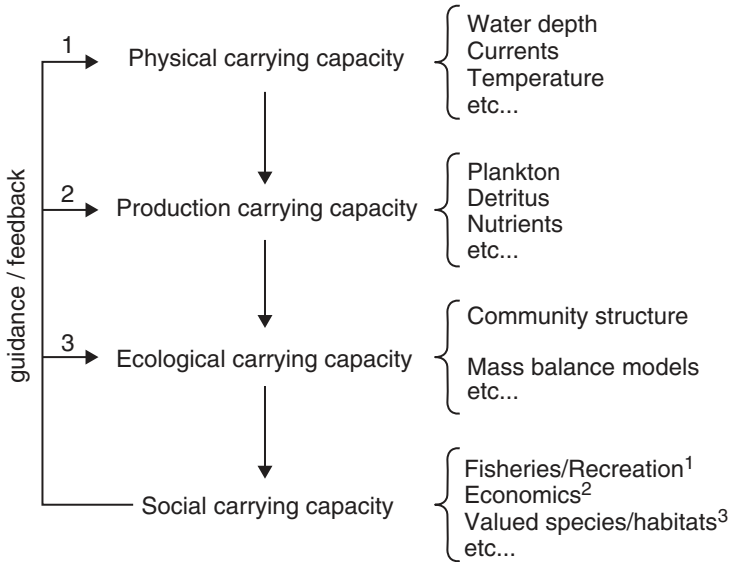 guidance / feedback
1
Physical carrying capacity
Water depth
Currents
Temperature
etc...
2
Production carrying capacity
Plankton
Detritus
Nutrients
etc...
3
Ecological carrying capacity
Community structure
Mass balance models
etc...
Social carrying capacity
Fisheries/Recreation¹
Economics²
Valued species/habitats³
etc...